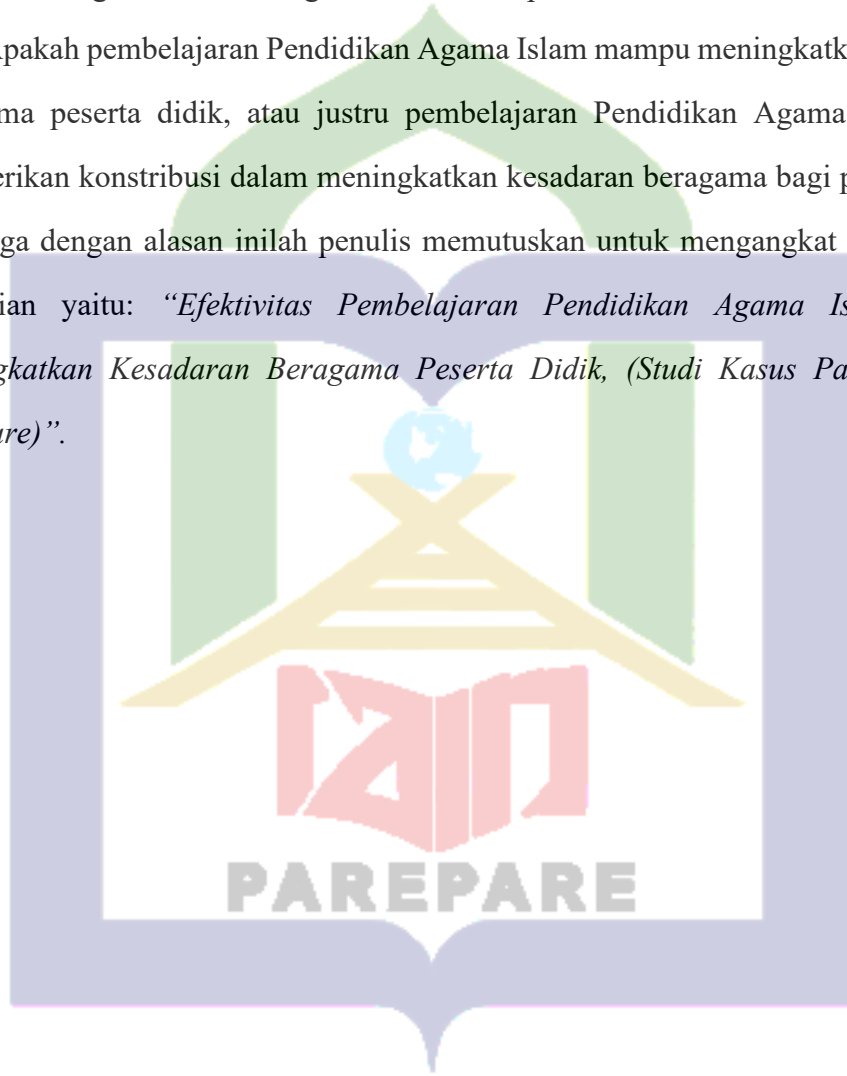 pakah pembelajaran Pendidikan Agama Islam mampu meningkatk
ma peserta didik, atau justru pembelajaran Pendidikan Agama
erikan konstribusi dalam meningkatkan kesadaran beragama bagi p
ga dengan alasan inilah penulis memutuskan untuk mengangkat
ian yaitu: “Efektivitas Pembelajaran Pendidikan Agama Is
gkatkan Kesadaran Beragama Peserta Didik, (Studi Kasus Pa
are)”.
iain
PAREPARE